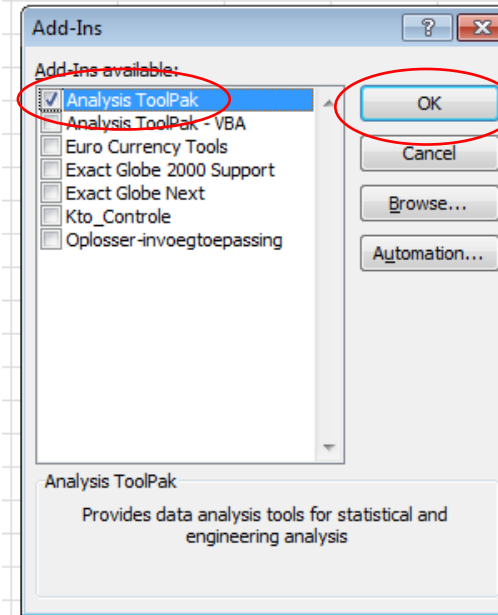 Add-Ins
?
Add-Ins available:
Analysis ToolPak
Analysis ToolPak - VBA
Euro Currency Tools
Exact Globe 2000 Support
Exact Globe Next
Kto_Controle
Oplosser-invoegtoepassing
OK
Cancel
Browse...
Automation...
Analysis ToolPak
Provides data analysis tools for statistical and
engineering analysis